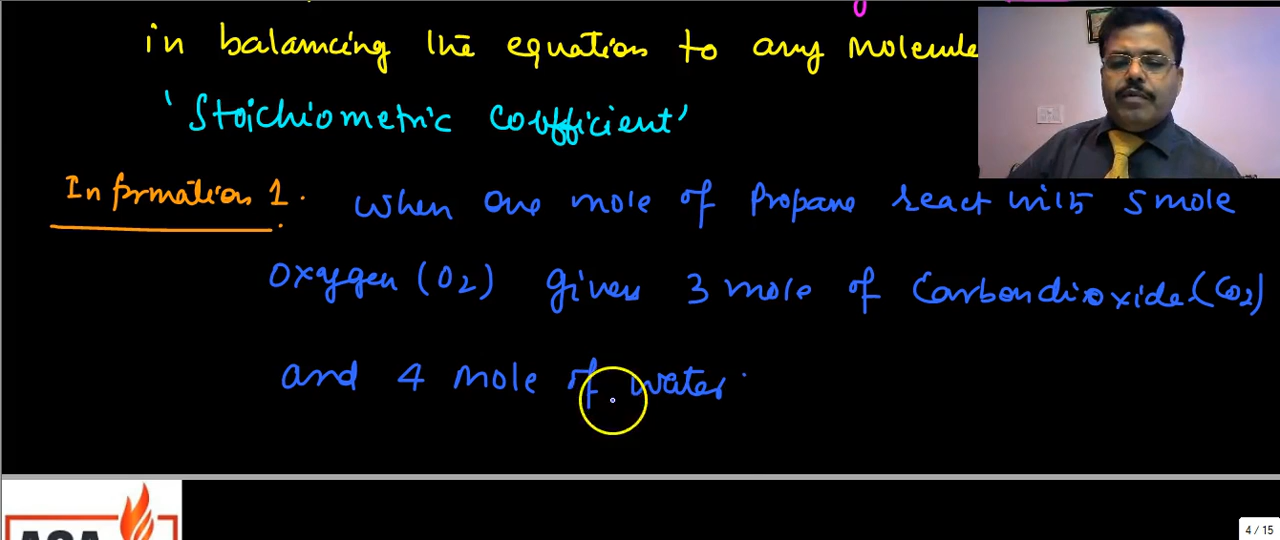 in balancing the equation to any molecule
'Stoichiometric coefficient'
Information 1. When one mole of Propane react with 5 mole
Oxygen (O2) gives 3 mole of Carbondioxide (CO2)
and 4 mole of water.
4 / 15